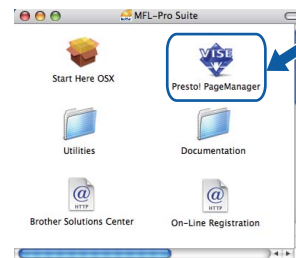 MFL-Pro Suite
VISE
Start Here OSX
Presto! PageManager
Utilities
Documentation
@
HTTP
@
HTTP
Brother Solutions Center
On-Line Registration